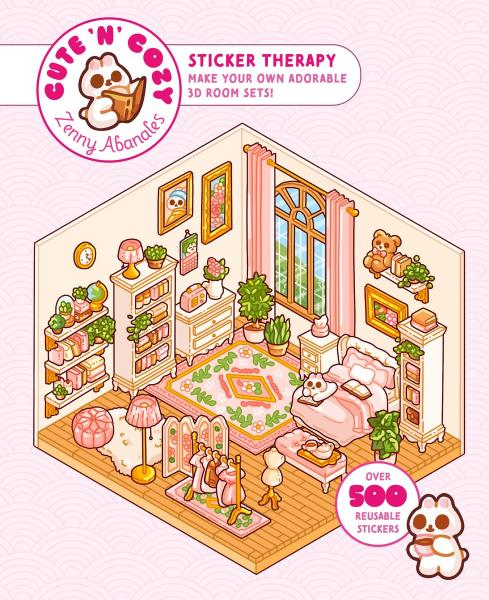 CUTE 'N' COZY
Zenny Abanales
STICKER THERAPY
MAKE YOUR OWN ADORABLE
3D ROOM SETS!
OVER
500
REUSABLE
STICKERS